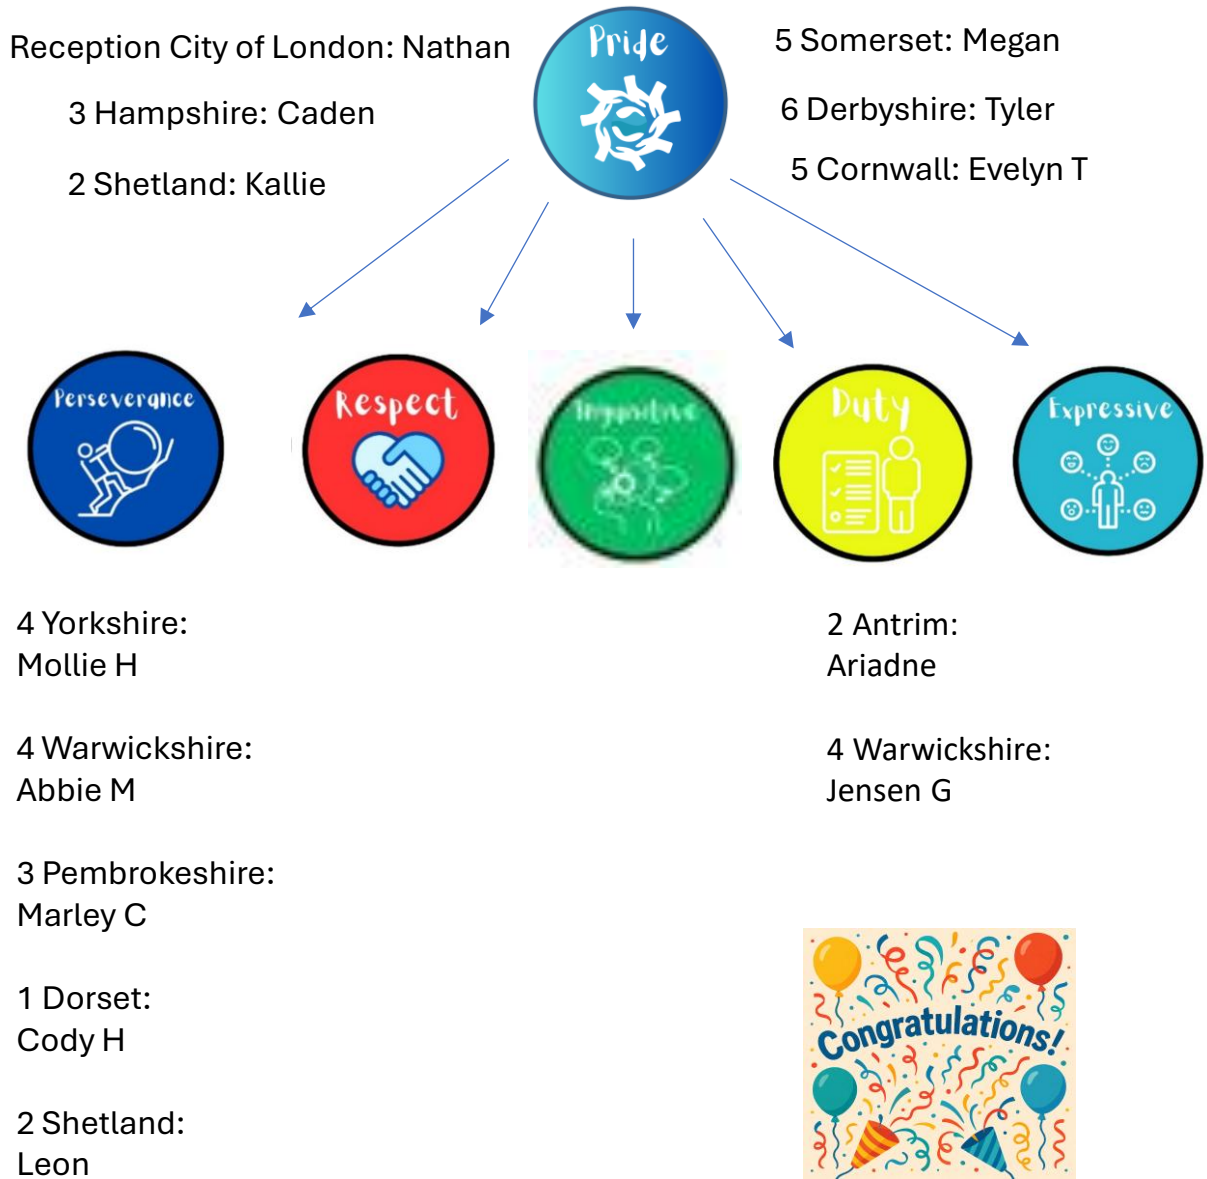 Reception City of London: Nathan
3 Hampshire: Caden
2 Shetland: Kallie
Pride
5 Somerset: Megan
6 Derbyshire: Tyler
5 Cornwall: Evelyn T
Perseverance
Respect
Duty
Expressive
4 Yorkshire:
Mollie H
4 Warwickshire:
Abbie M
3 Pembrokeshire:
Marley C
1 Dorset:
Cody H
2 Shetland:
Leon
2 Antrim:
Ariadne
4 Warwickshire:
Jensen G
Congratulations!